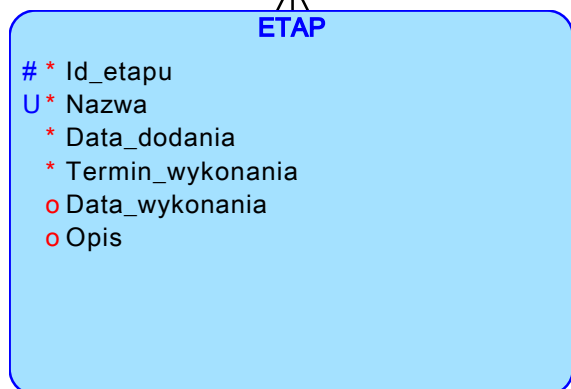 ETAP
# * Id_etapu
U * Nazwa
* Data_dodania
* Termin_wykonania
o Data_wykonania
o Opis